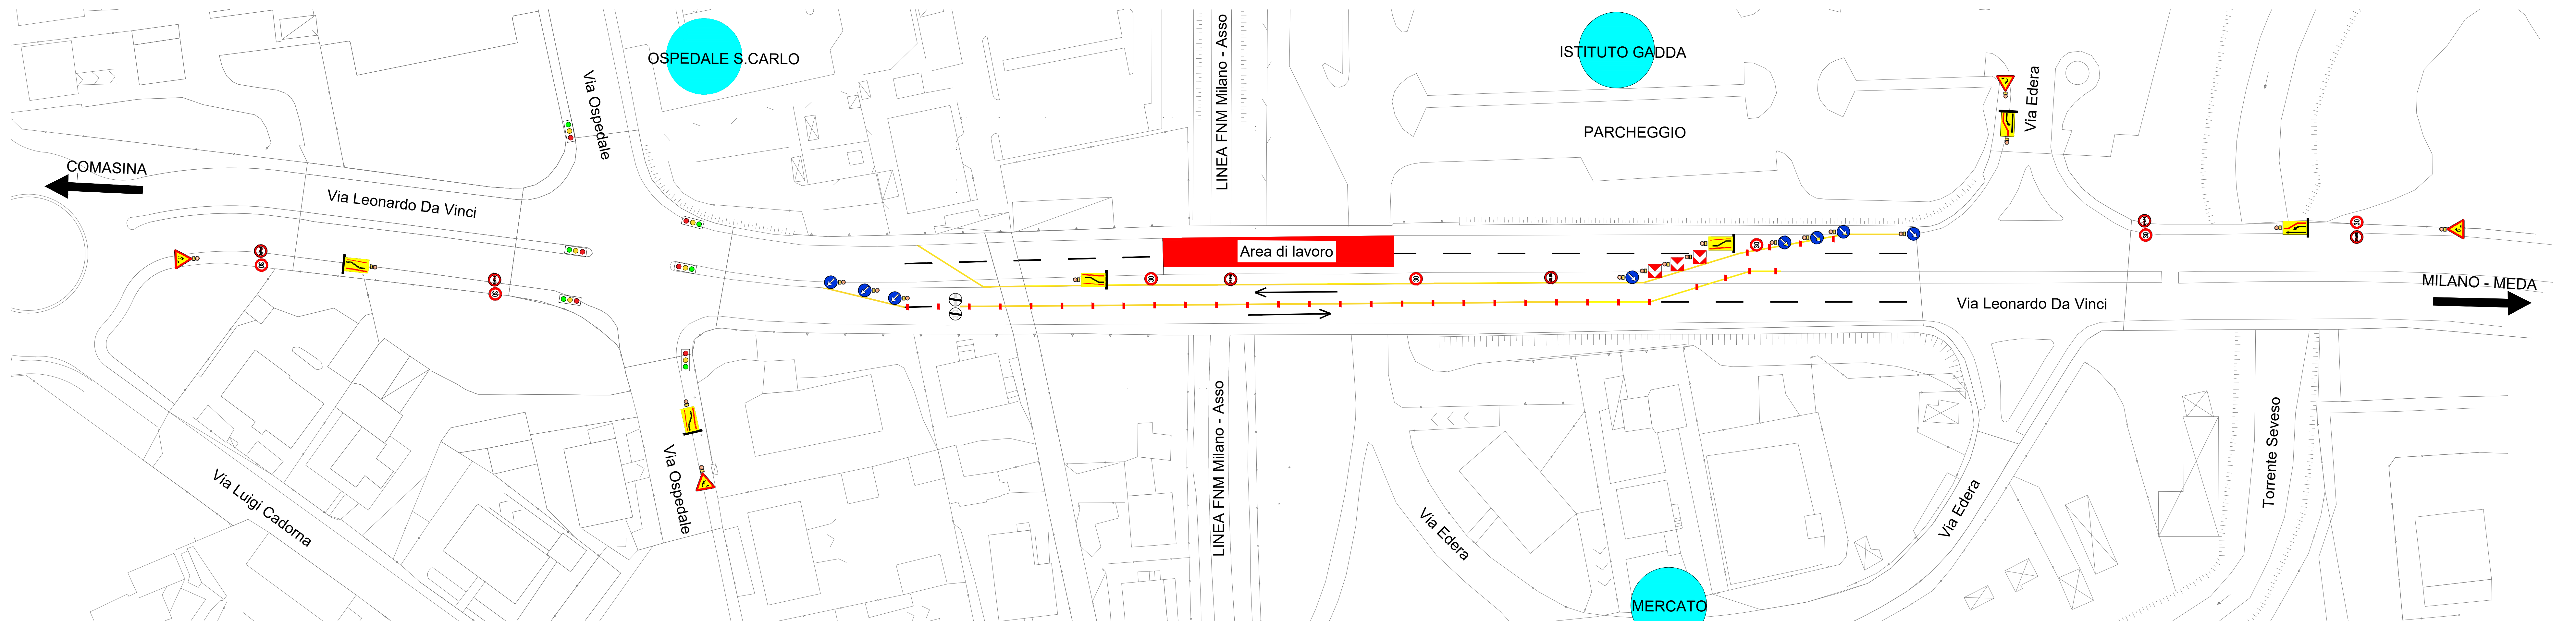 OSPEDALE S.CARLO
ISTITUTO GADDA
LINEA FNM Milano - Asso
Via Ospedale
Via Edera
PARCHEGGIO
COMASINA
Via Leonardo Da Vinci
Area di lavoro
MILANO - MEDA
Via Leonardo Da Vinci
Via Ospedale
LINEA FNM Milano - Asso
Torrente Seveso
Via Luigi Cadorna
Via Edera
Via Edera
MERCATO